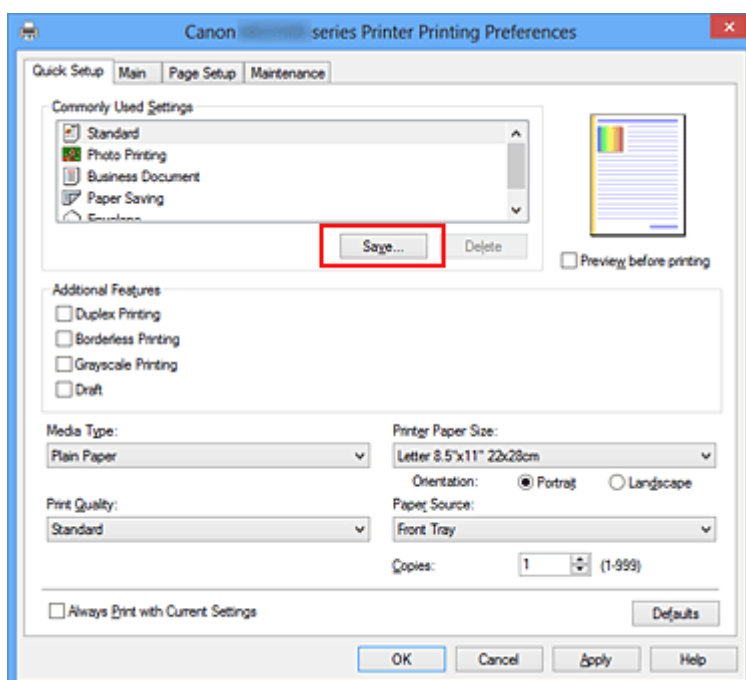 Canon series Printer Printing Preferences
Quick Setup Main Page Setup Maintenance
Commonly Used Settings
Standard
Photo Printing
Business Document
Paper Saving
Envelope
Save... Delete
Preview before printing
Additional Features
Duplex Printing
Borderless Printing
Grayscale Printing
Draft
Media Type: Printer Paper Size:
Plain Paper Letter 8.5"x11" 22x28cm
Orientation: Portrait Landscape
Print Quality: Paper Source:
Standard Front Tray
Copies: 1 (1-999)
Always Print with Current Settings Defaults
OK Cancel Apply Help